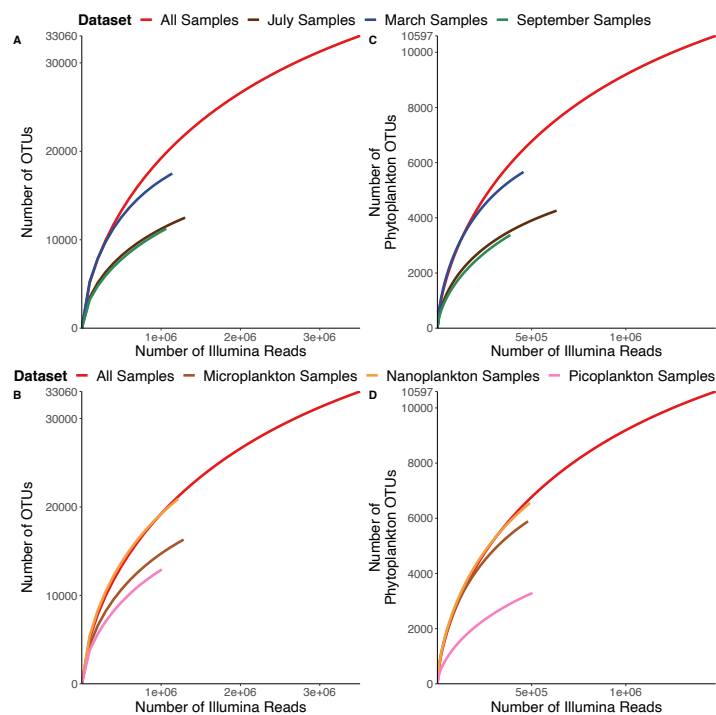 Dataset All Samples July Samples March Samples September Samples
A
33060
30000
20000
10000
0
Number of OTUs
1e+06 2e+06 3e+06
Number of Illumina Reads
C
10597
10000
8000
6000
4000
2000
0
Number of
Phytoplankton OTUs
5e+05 1e+06
Number of Illumina Reads
Dataset All Samples Microplankton Samples Nanoplankton Samples Picoplankton Samples
B
33060
30000
20000
10000
0
Number of OTUs
1e+06 2e+06 3e+06
Number of Illumina Reads
D
10597
10000
8000
6000
4000
2000
0
Number of
Phytoplankton OTUs
5e+05 1e+06
Number of Illumina Reads